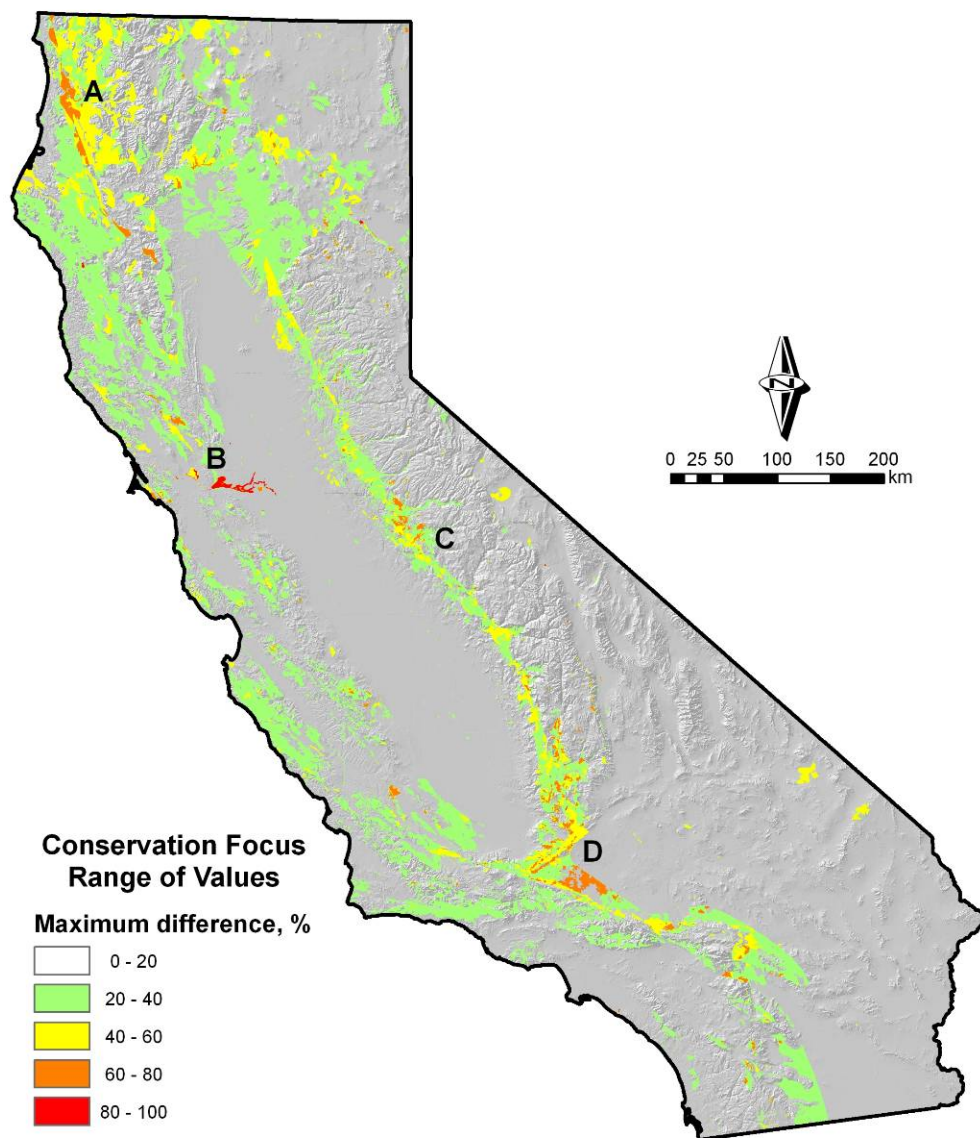 A
N
0 25 50 100 150 200
km
B
C
D
Conservation Focus
Range of Values
Maximum difference, %
0 - 20
20 - 40
40 - 60
60 - 80
80 - 100